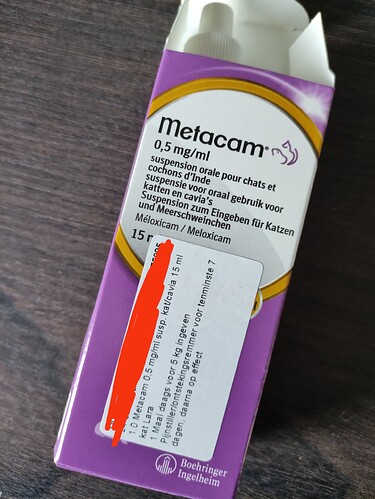 Metacam®
0,5 mg/ml
suspension orale pour chats et
cochons d'Inde
suspensie voor oraal gebruik voor
katten en cavia's
Suspension zum Eingeben für Katzen
und Meerschweinchen
Méloxicam / Meloxicam
15
1.0 Metacam 0,5 mg/ml susp. kat/cavia 15 ml
kat Lara
1 Maal daags voor 5 kg ingeven
Pijnstiller/ontstekingsremmer voor tenminste 7
dagen, daarna op effect
Boehringer
Ingelheim